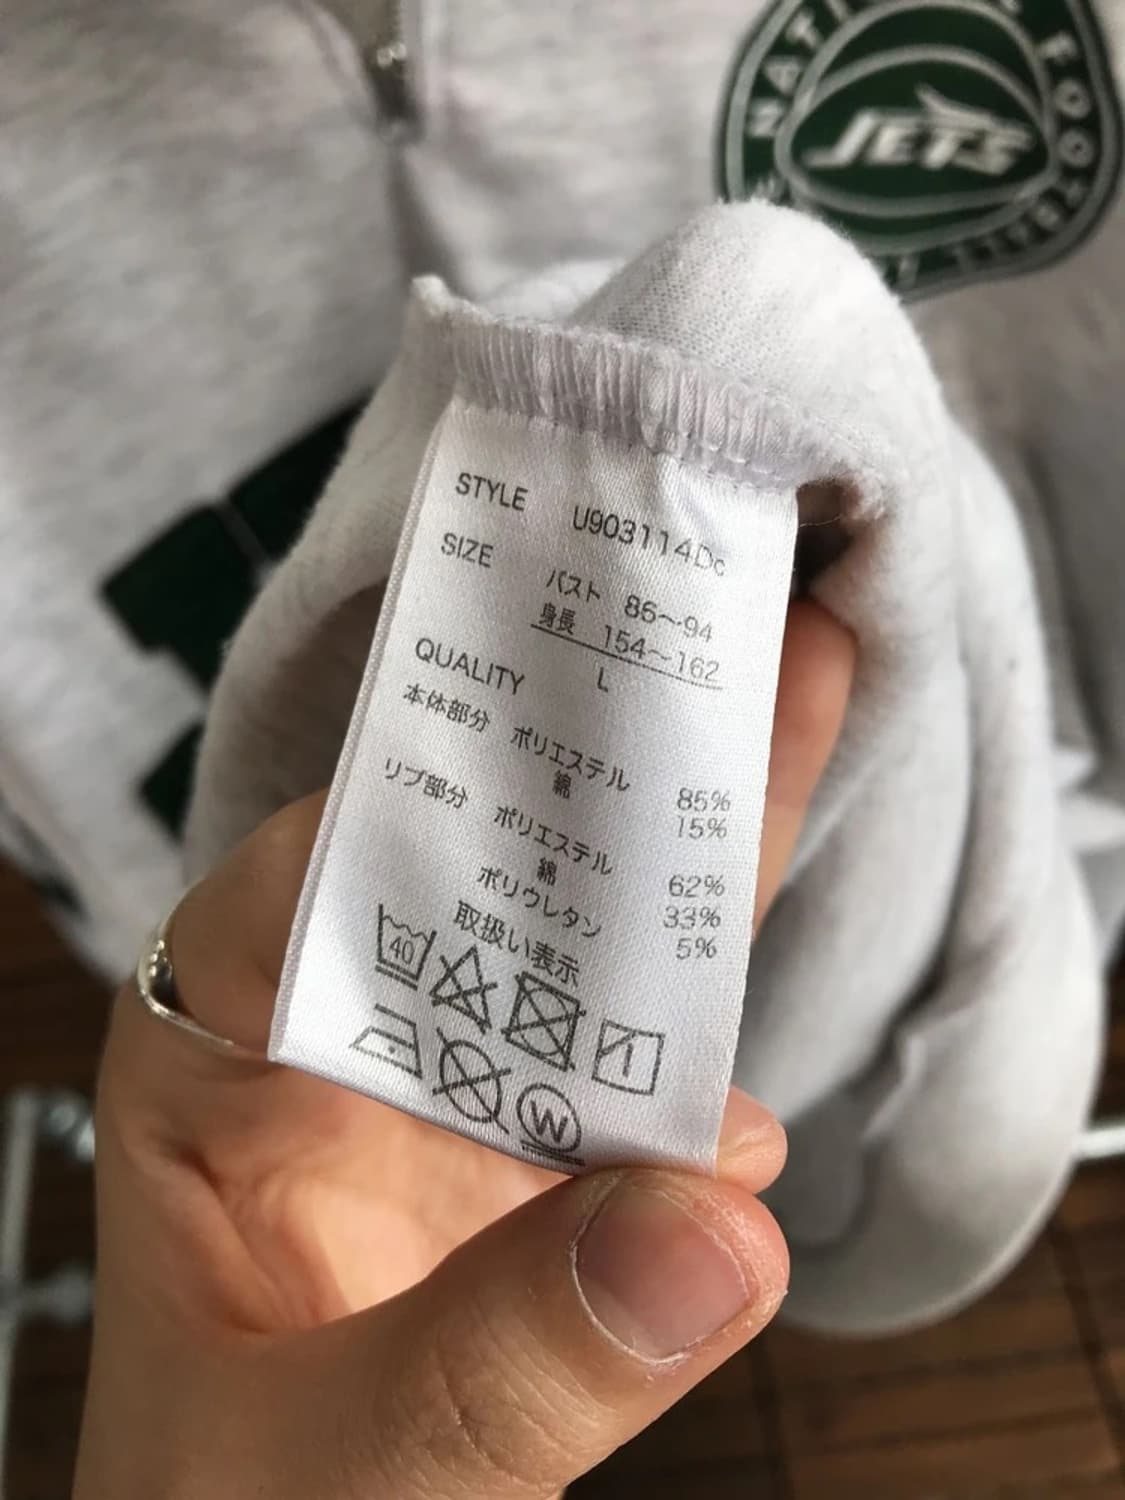 NATIONAL FOOTBALL
JETS
STYLE U903114Dc
SIZE バスト 86~94
身長 154~162
L
QUALITY
本体部分 ポリエステル 85%
綿 15%
リブ部分 ポリエステル 62%
綿 33%
ポリウレタン 5%
取扱い表示
40
W